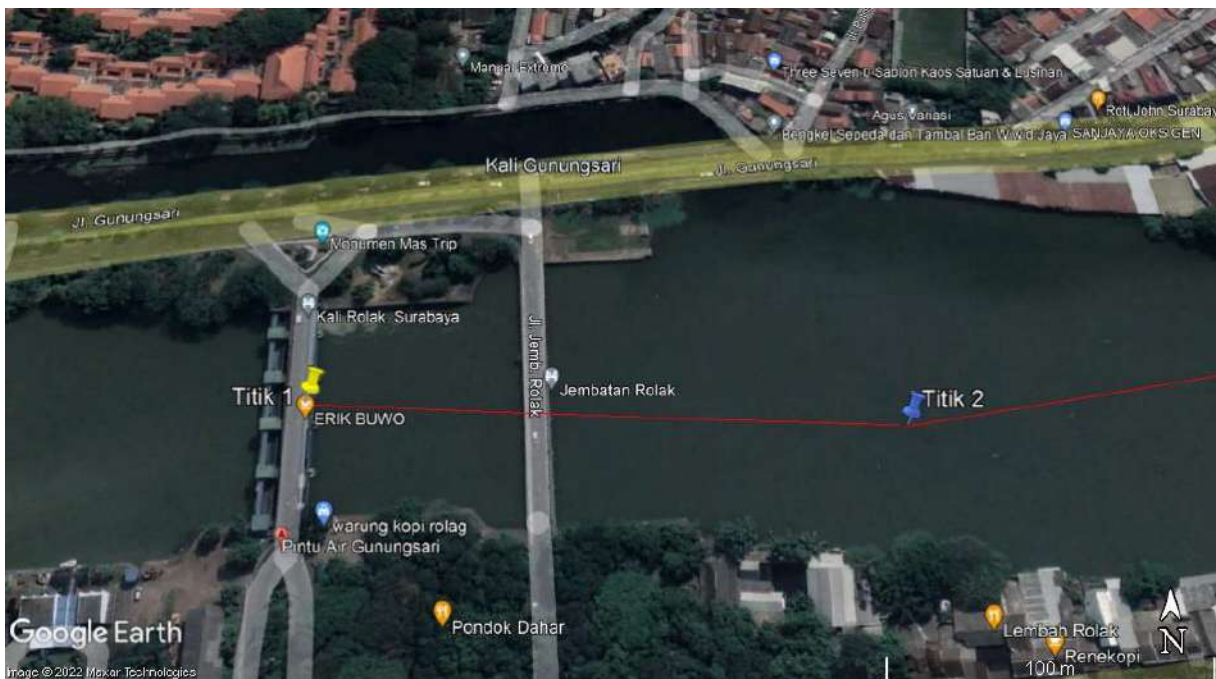 Manual Extreme
Three Seven-0 Sablon Kaos Satuan & Lusinan
Roti John Surabay
Agus Variasi
Bengkel Sepeda dan Tambal Ban Wiwid Jaya
SANJAYA OKSIGEN
Kali Gunungsari
Jl. Gunungsari
Jl. Gunungsari
Monumen Mas Trip
Kali Rolak Surabaya
Jl. Jemb. Rolak
Titik 1
Jembatan Rolak
Titik 2
ERIK BUWO
warung kopi rolag
Pintu Air Gunungsari
Pondok Dahar
Lembah Rolak
Renekopi
Google Earth
N
100 m
Image © 2022 Maxar Technologies